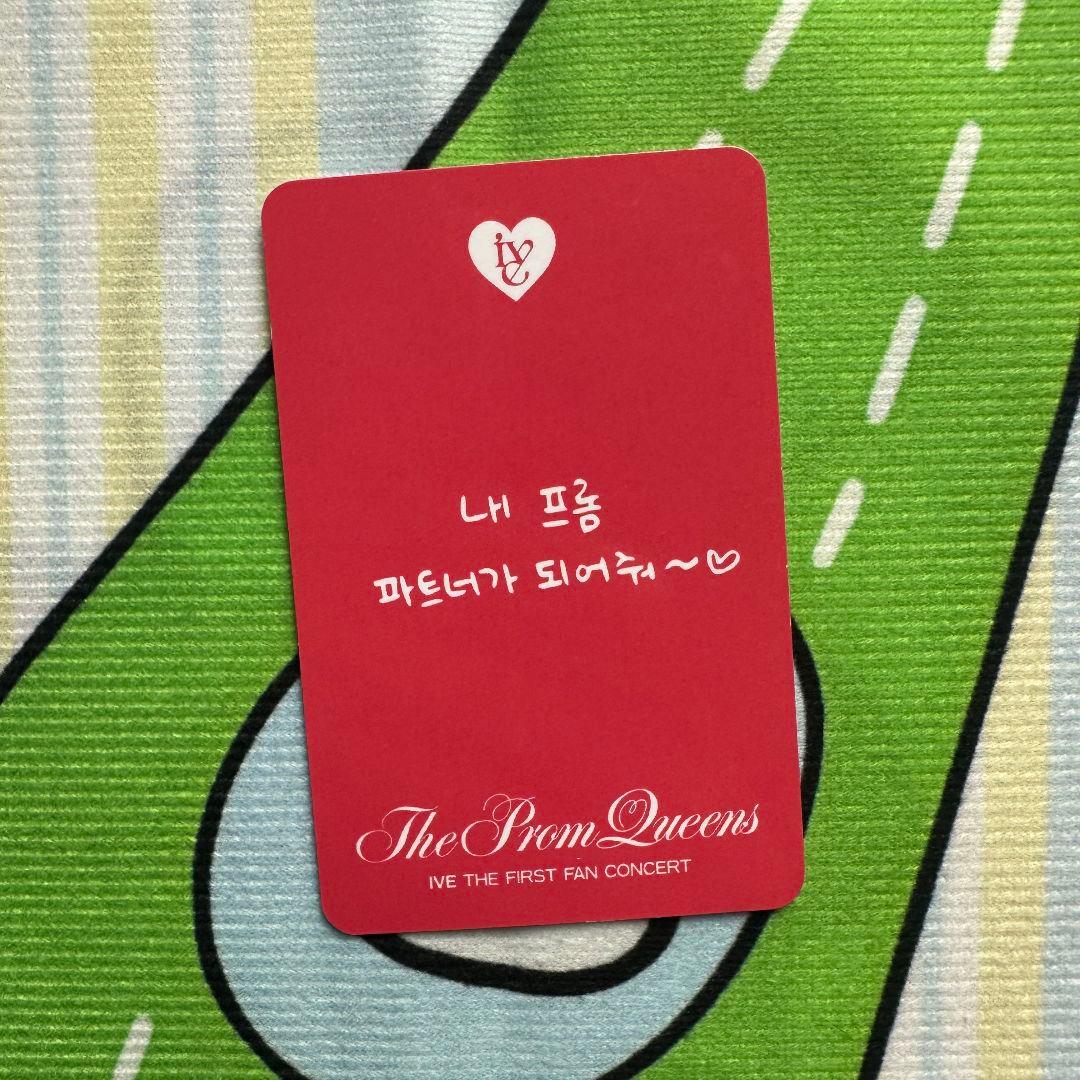 ive
내 프롬
파트너가 되어줘~♡
The Prom Queens
IVE THE FIRST FAN CONCERT